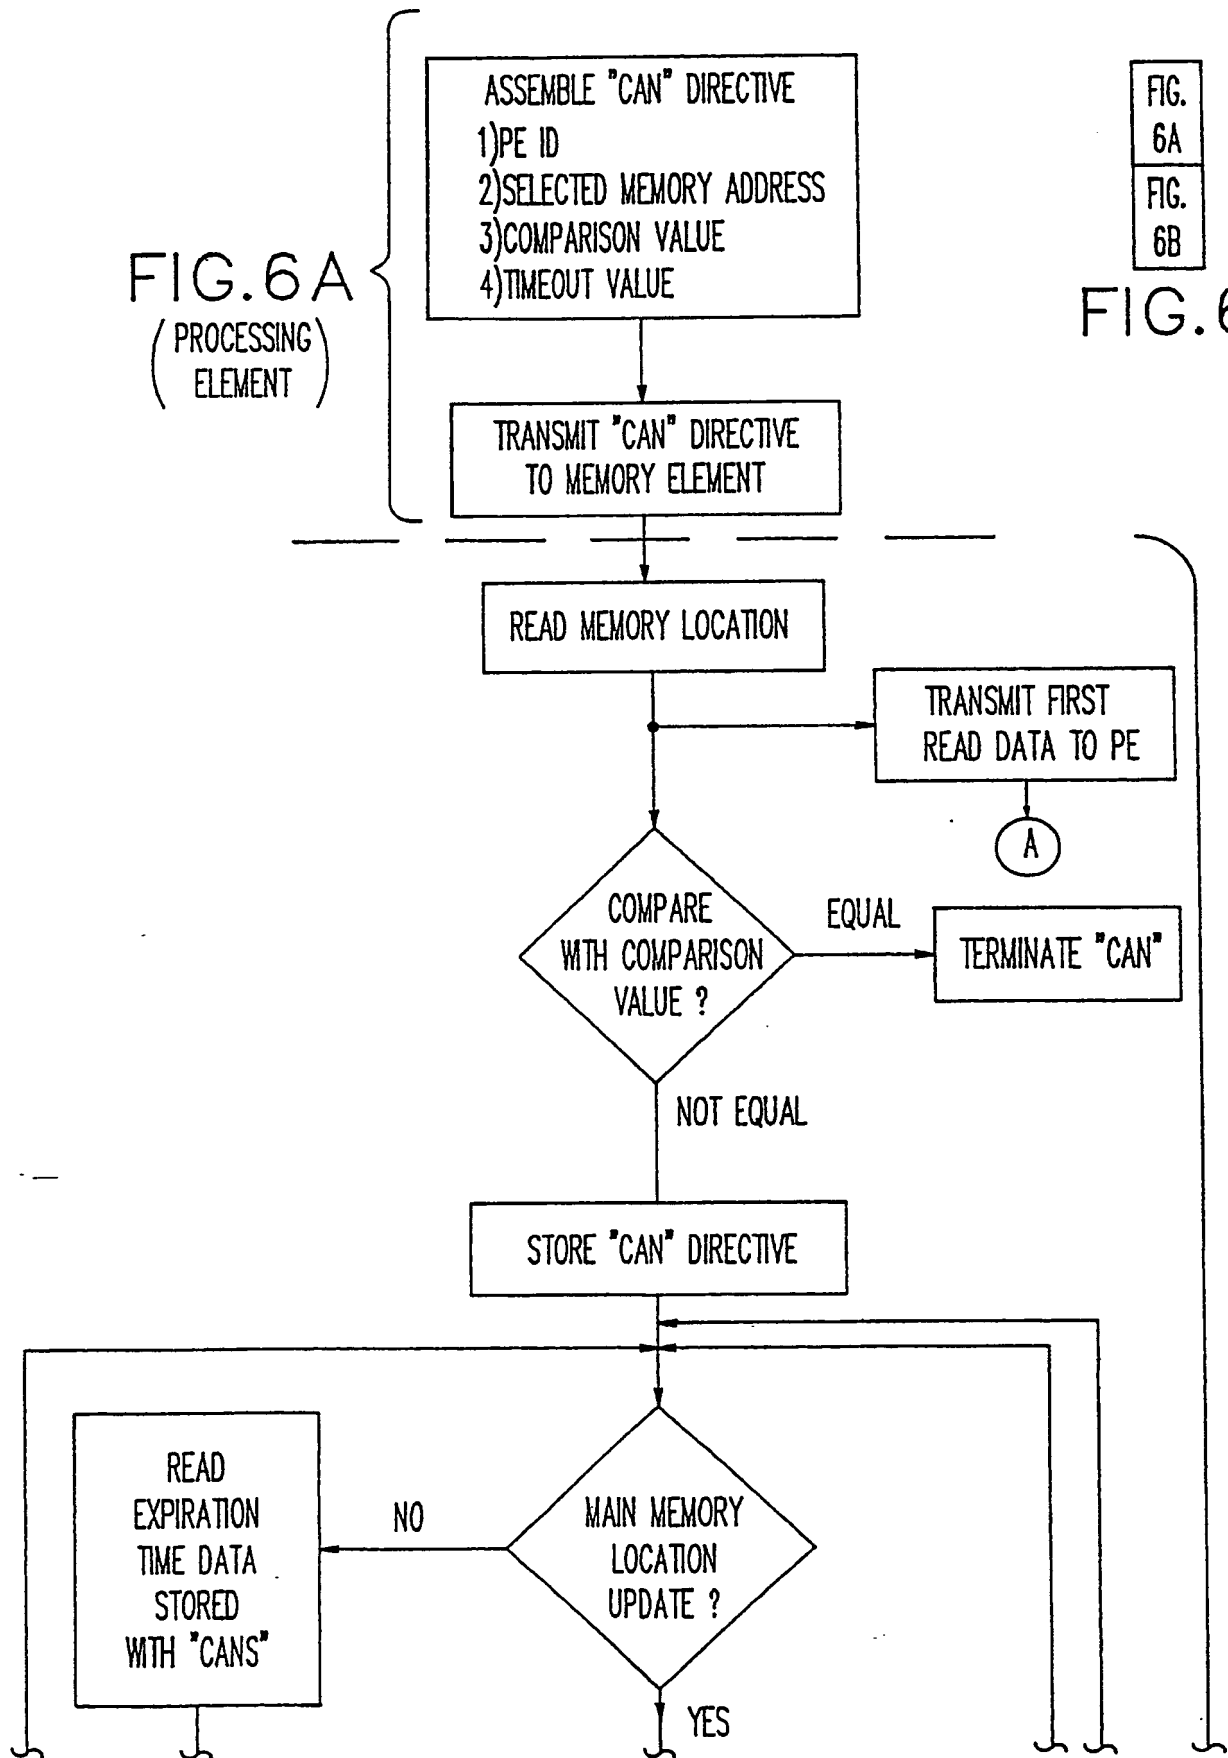 ASSEMBLE "CAN" DIRECTIVE
1)PE ID
2)SELECTED MEMORY ADDRESS
3)COMPARISON VALUE
4)TIMEOUT VALUE
FIG.
6A
FIG.
6B
FIG.6
FIG.6A
(PROCESSING
ELEMENT)
TRANSMIT "CAN" DIRECTIVE
TO MEMORY ELEMENT
READ MEMORY LOCATION
TRANSMIT FIRST
READ DATA TO PE
A
COMPARE
WITH COMPARISON
VALUE ?
EQUAL
TERMINATE "CAN"
NOT EQUAL
STORE "CAN" DIRECTIVE
READ
EXPIRATION
TIME DATA
STORED
WITH "CANS"
NO
MAIN MEMORY
LOCATION
UPDATE ?
YES